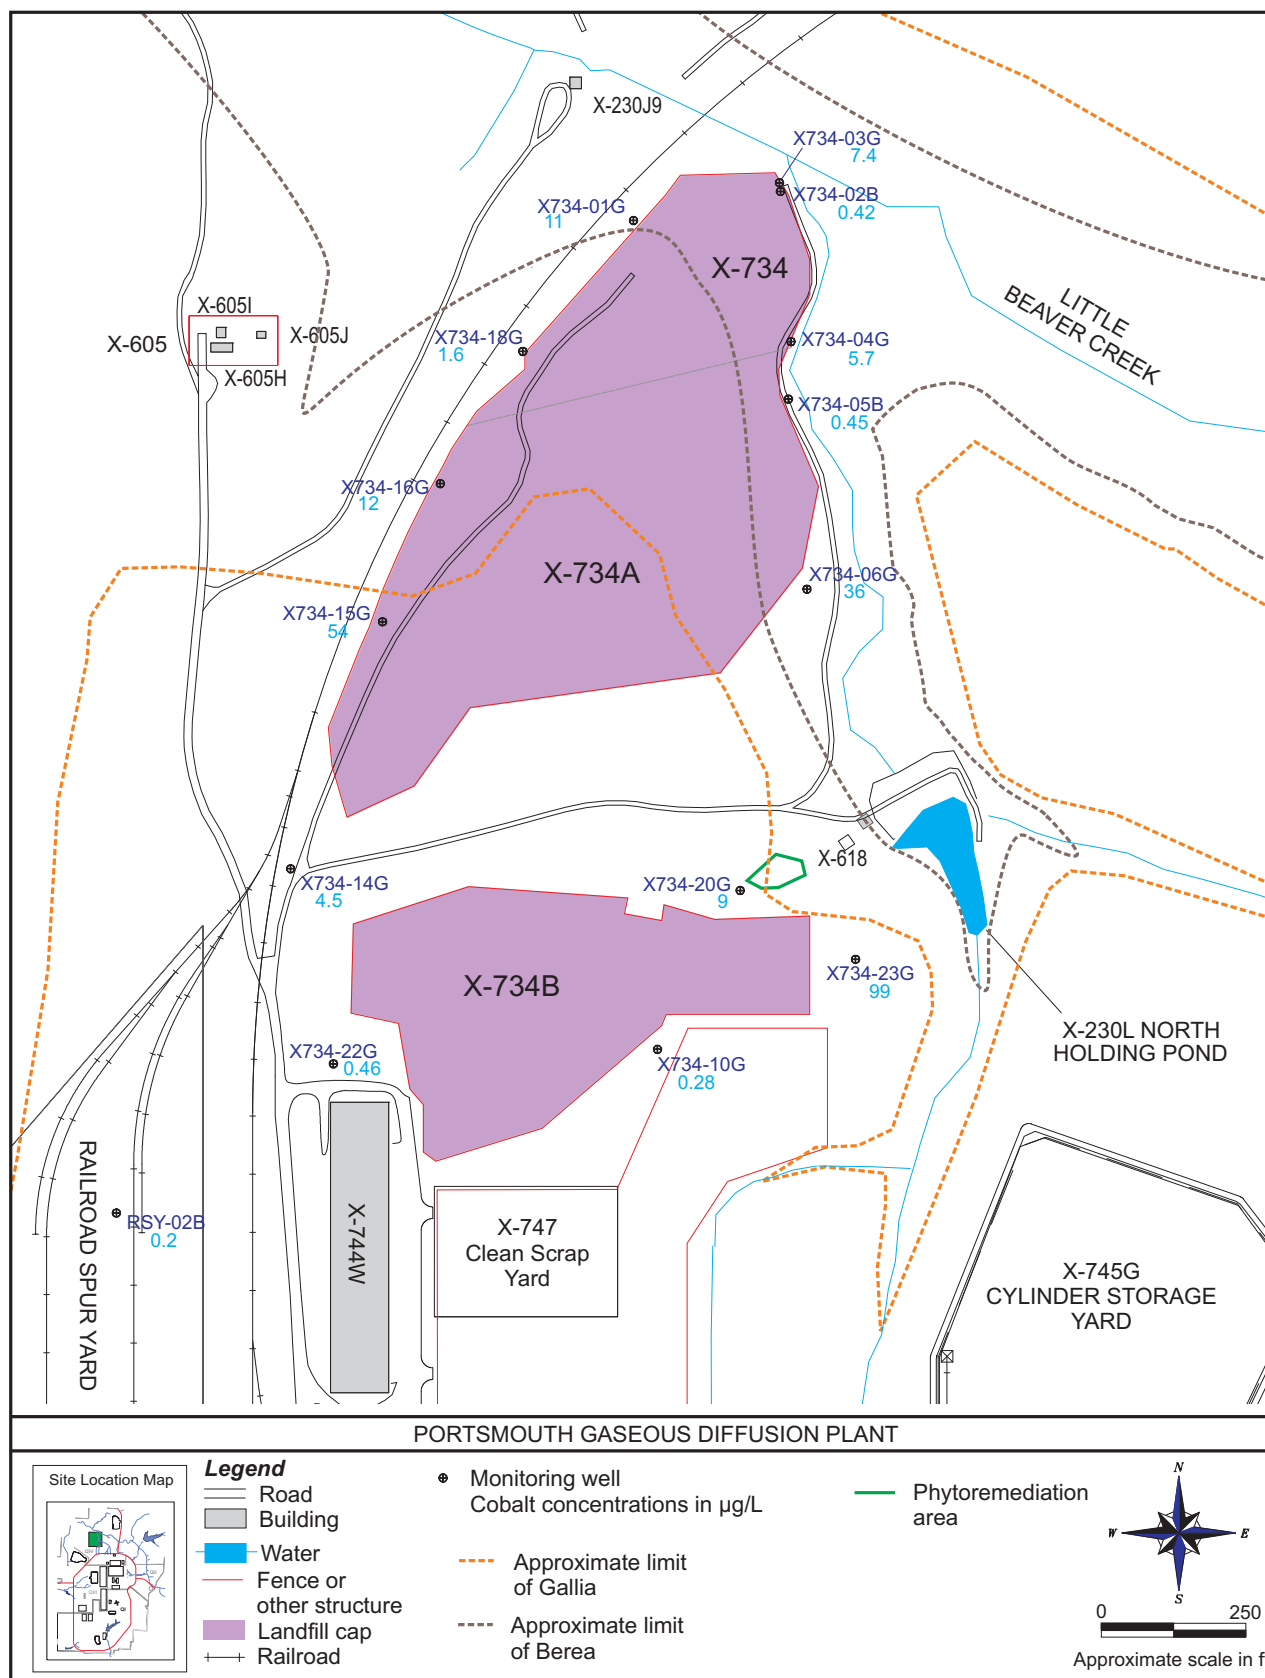 X-230J9
X734-03G
7.4
X734-02B
0.42
X734-01G
11
X-734
LITTLE
BEAVER CREEK
X-605I
X-605
X-605J
X-605H
X734-18G
1.6
X734-04G
5.7
X734-05B
0.45
X734-16G
12
X-734A
X734-06G
36
X734-15G
54
X-618
X734-14G
4.5
X734-20G
9
X734-23G
99
X-734B
X-230L NORTH
HOLDING POND
X734-22G
0.46
X734-10G
0.28
RAILROAD SPUR YARD
RSY-02B
0.2
X-744W
X-747
Clean Scrap
Yard
X-745G
CYLINDER STORAGE
YARD
PORTSMOUTH GASEOUS DIFFUSION PLANT
Site Location Map
Legend
Road
Building
Water
Fence or
other structure
Landfill cap
Railroad
Monitoring well
Cobalt concentrations in µg/L
Approximate limit
of Gallia
Approximate limit
of Berea
Phytoremediation
area
N
W
E
S
0
250
Approximate scale in f